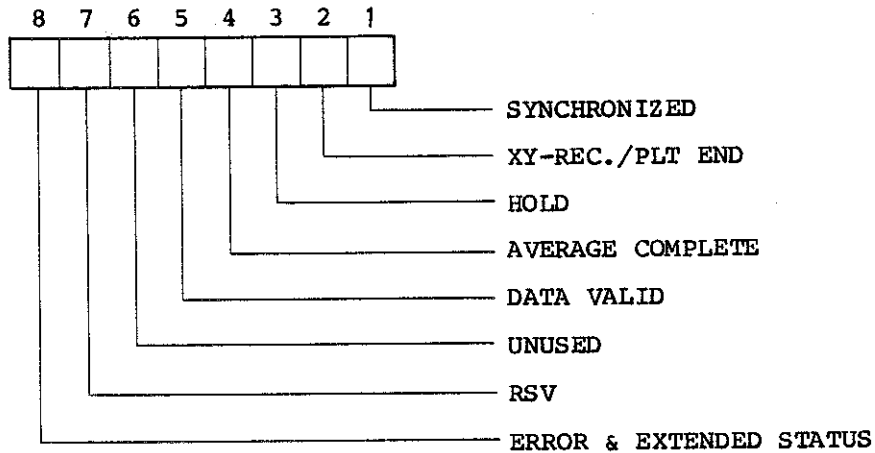 8 7 6 5 4 3 2 1
SYNCHRONIZED
XY-REC./PLT END
HOLD
AVERAGE COMPLETE
DATA VALID
UNUSED
RSV
ERROR & EXTENDED STATUS